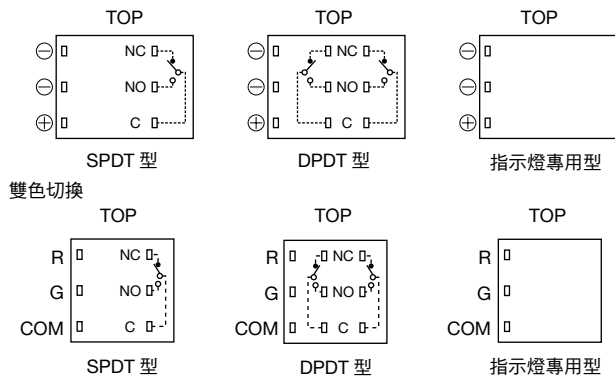 TOP TOP TOP
⊖ NC NC ⊖ ⊖
⊖ NO NO ⊖ ⊖
⊕ C C ⊕ ⊕
SPDT 型 DPDT 型 指示燈專用型
雙色切換
TOP TOP TOP
R NC R NC R
G NO G NO G
COM C COM C COM
SPDT 型 DPDT 型 指示燈專用型